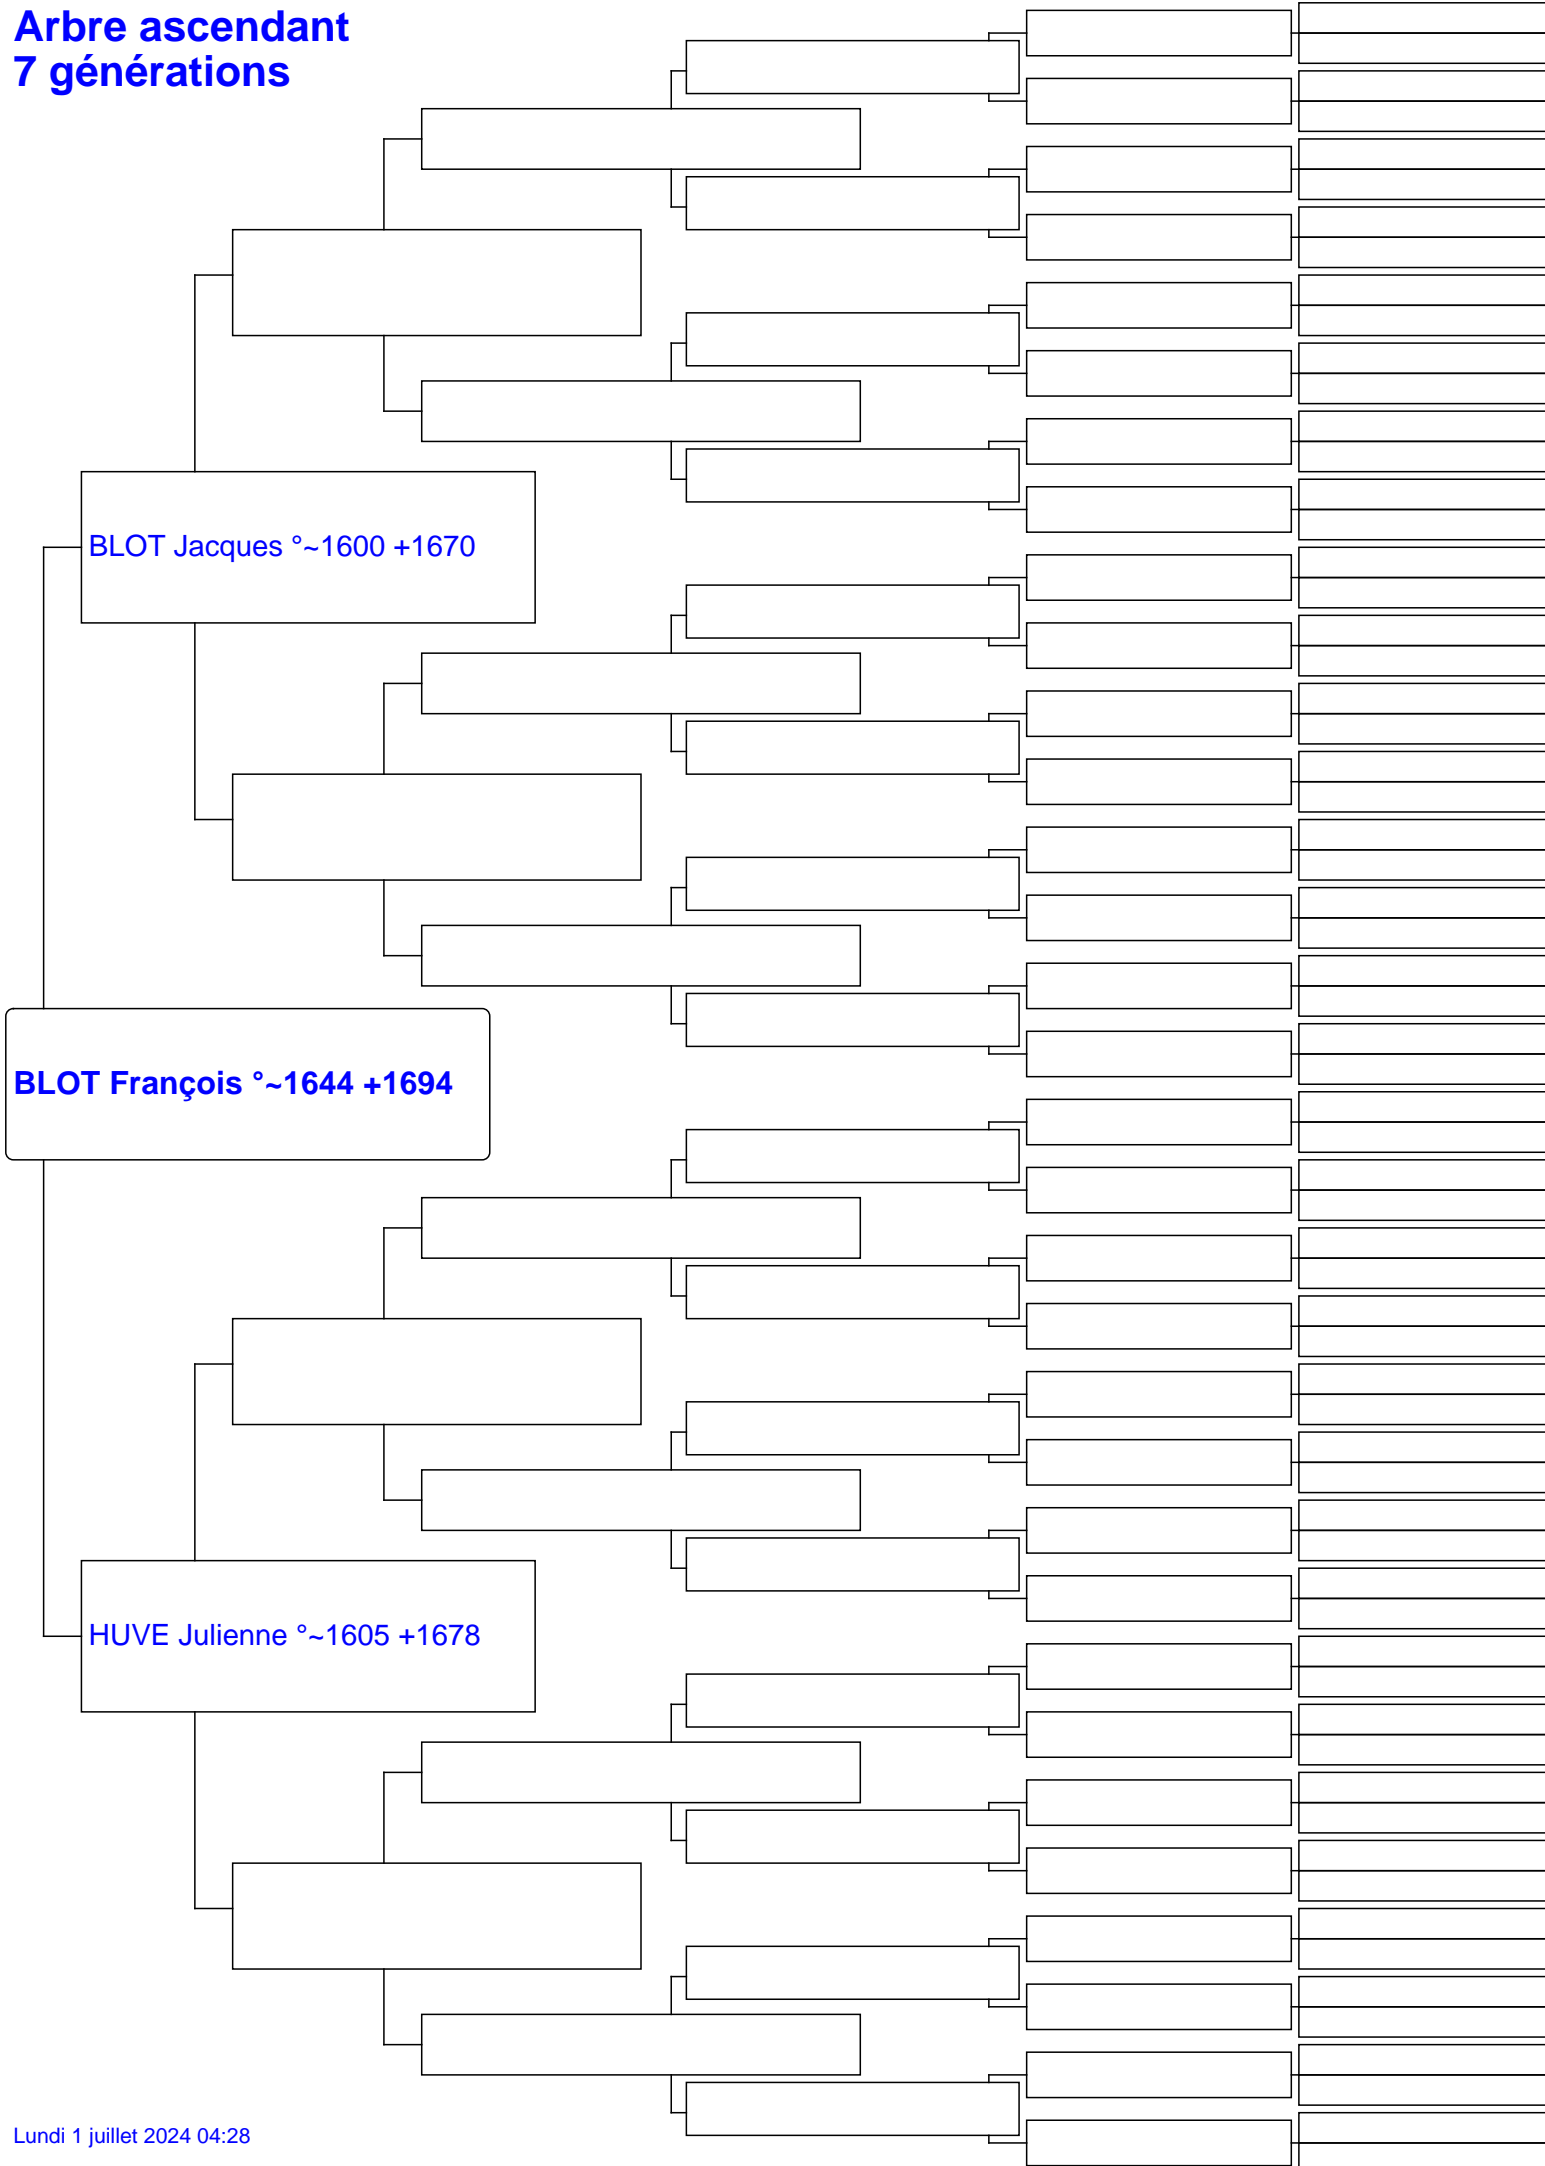 Arbre ascendant
7 générations
BLOT Jacques °~1600 +1670
BLOT François °~1644 +1694
HUVE Julienne °~1605 +1678
Lundi 1 juillet 2024 04:28